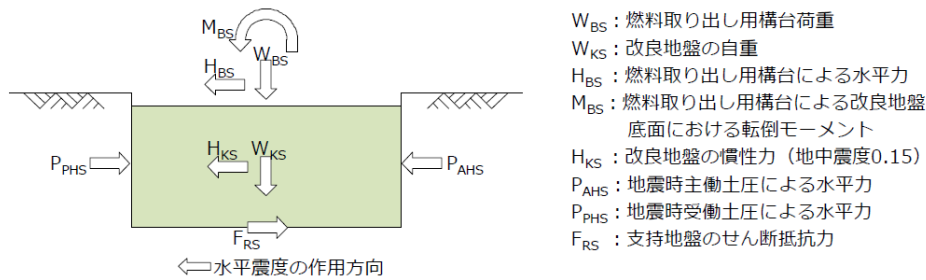 M_BS
W_BS
H_BS
P_PHS
H_KS
W_KS
P_AHS
F_RS
水平震度の作用方向
W_BS：燃料取り出し用構台荷重
W_KS：改良地盤の自重
H_BS：燃料取り出し用構台による水平力
M_BS：燃料取り出し用構台による改良地盤
底面における転倒モーメント
H_KS：改良地盤の慣性力（地中震度0.15）
P_AHS：地震時主働土圧による水平力
P_PHS：地震時受働土圧による水平力
F_RS：支持地盤のせん断抵抗力